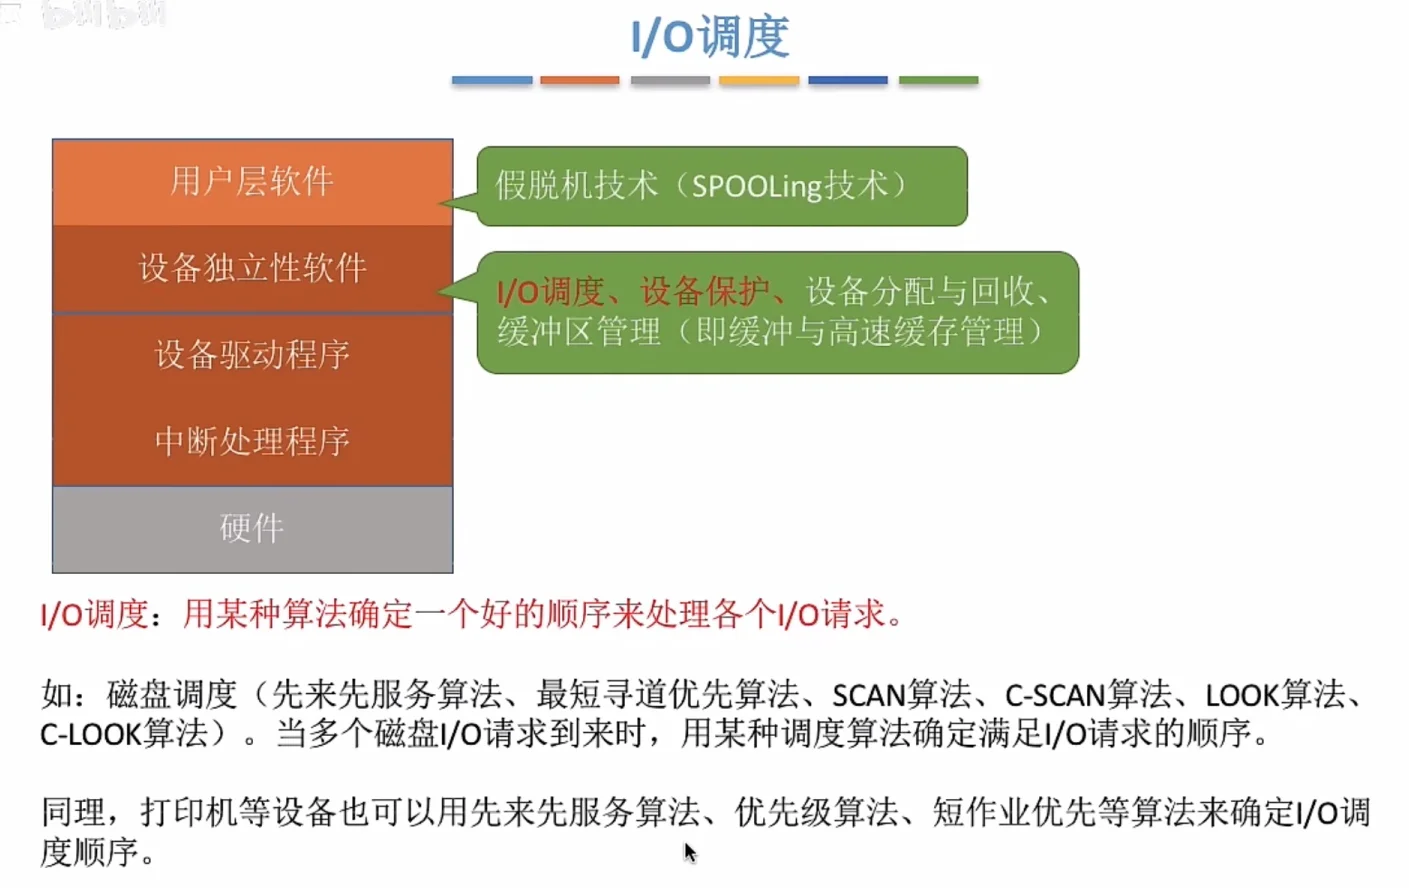 I/O调度
用户层软件
假脱机技术（SPOOLing技术）
设备独立性软件
I/O调度、设备保护、设备分配与回收、
缓冲区管理（即缓冲与高速缓存管理）
设备驱动程序
中断处理程序
硬件
I/O调度：用某种算法确定一个好的顺序来处理各个I/O请求。
如：磁盘调度（先来先服务算法、最短寻道优先算法、SCAN算法、C-SCAN算法、LOOK算法、
C-LOOK算法）。当多个磁盘I/O请求到来时，用某种调度算法确定满足I/O请求的顺序。
同理，打印机等设备也可以用先来先服务算法、优先级算法、短作业优先等算法来确定I/O调
度顺序。